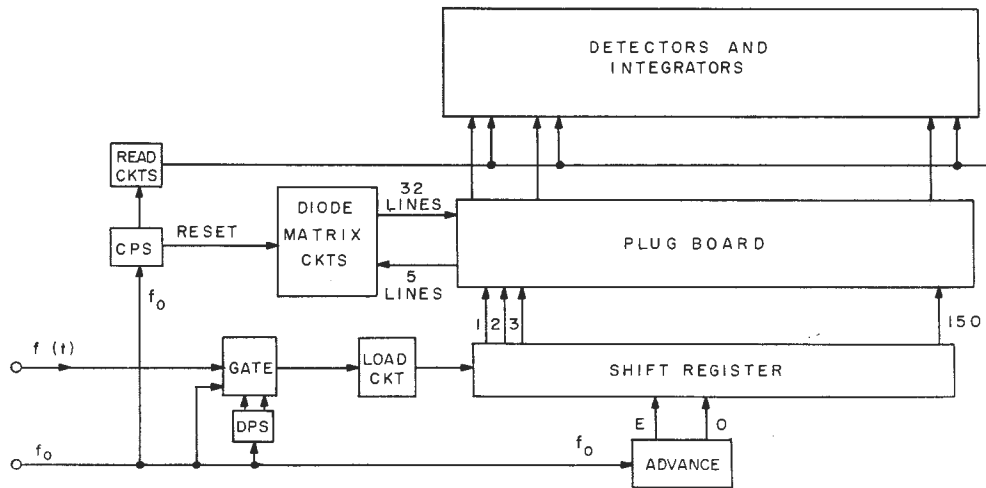 DETECTORS AND
INTEGRATORS
READ
CKTS
32
LINES
DIODE
MATRIX
CKTS
RESET
CPS
PLUG BOARD
5
LINES
f₀
1
2
3
150
f (t)
GATE
LOAD
CKT
SHIFT REGISTER
DPS
E
O
f₀
f₀
ADVANCE